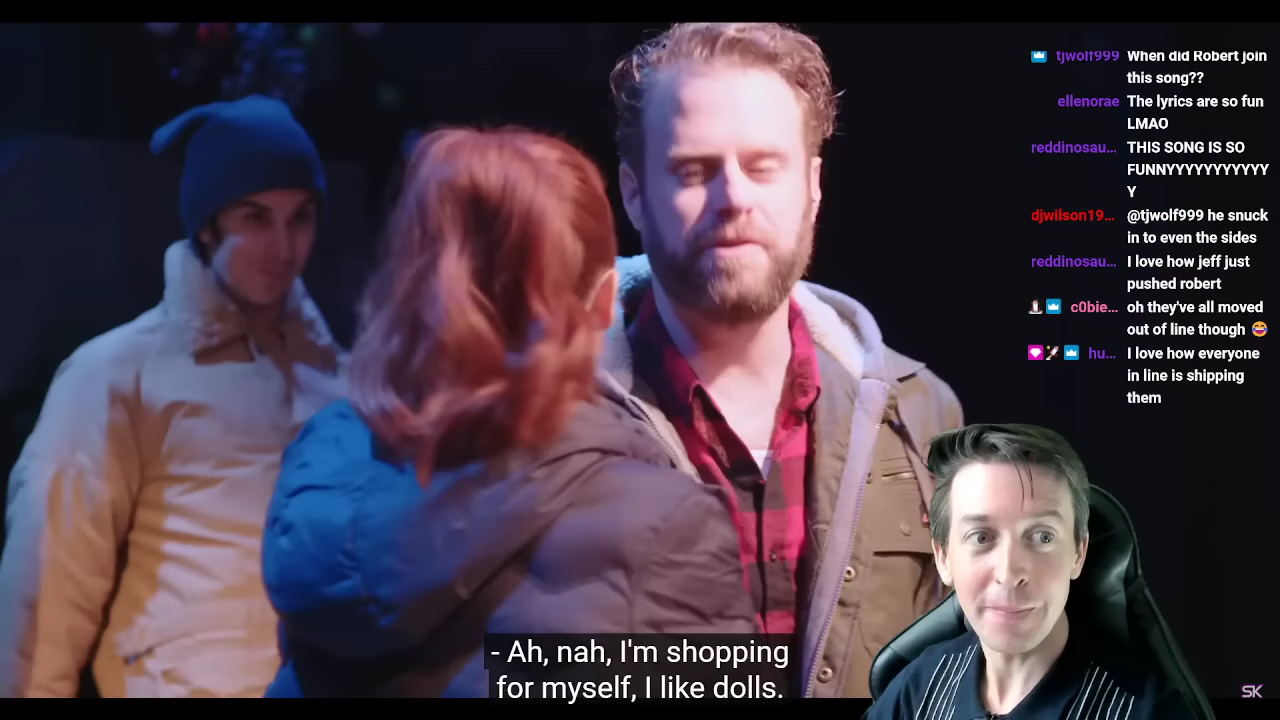 tjwolf999 When did Robert join
this song??
ellenorae The lyrics are so fun
LMAO
reddinosau... THIS SONG IS SO
FUNNYYYYYYYYYYY
Y
djwilson19... @tjwolf999 he snuck
in to even the sides
reddinosau... I love how jeff just
pushed robert
c0bie... oh they've all moved
out of line though 😂
hu... I love how everyone
in line is shipping
them
- Ah, nah, I'm shopping
for myself, I like dolls.
SK